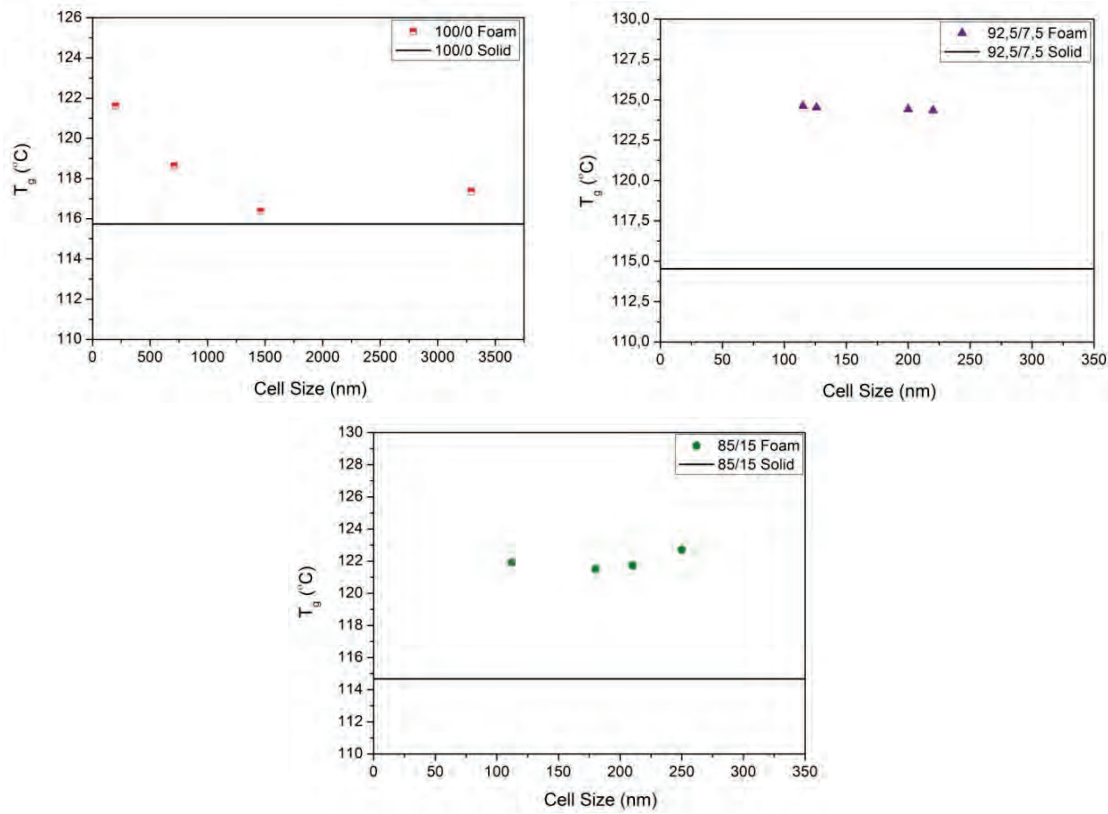 126
124
122
120
118
116
114
112
110
T g (°C)
0 500 1000 1500 2000 2500 3000 3500
Cell Size (nm)
100/0 Foam
100/0 Solid
130,0
127,5
125,0
122,5
120,0
117,5
115,0
112,5
110,0
T g (°C)
0 50 100 150 200 250 300 350
Cell Size (nm)
92,5/7,5 Foam
92,5/7,5 Solid
130
128
126
124
122
120
118
116
114
112
110
T g (°C)
0 50 100 150 200 250 300 350
Cell Size (nm)
85/15 Foam
85/15 Solid